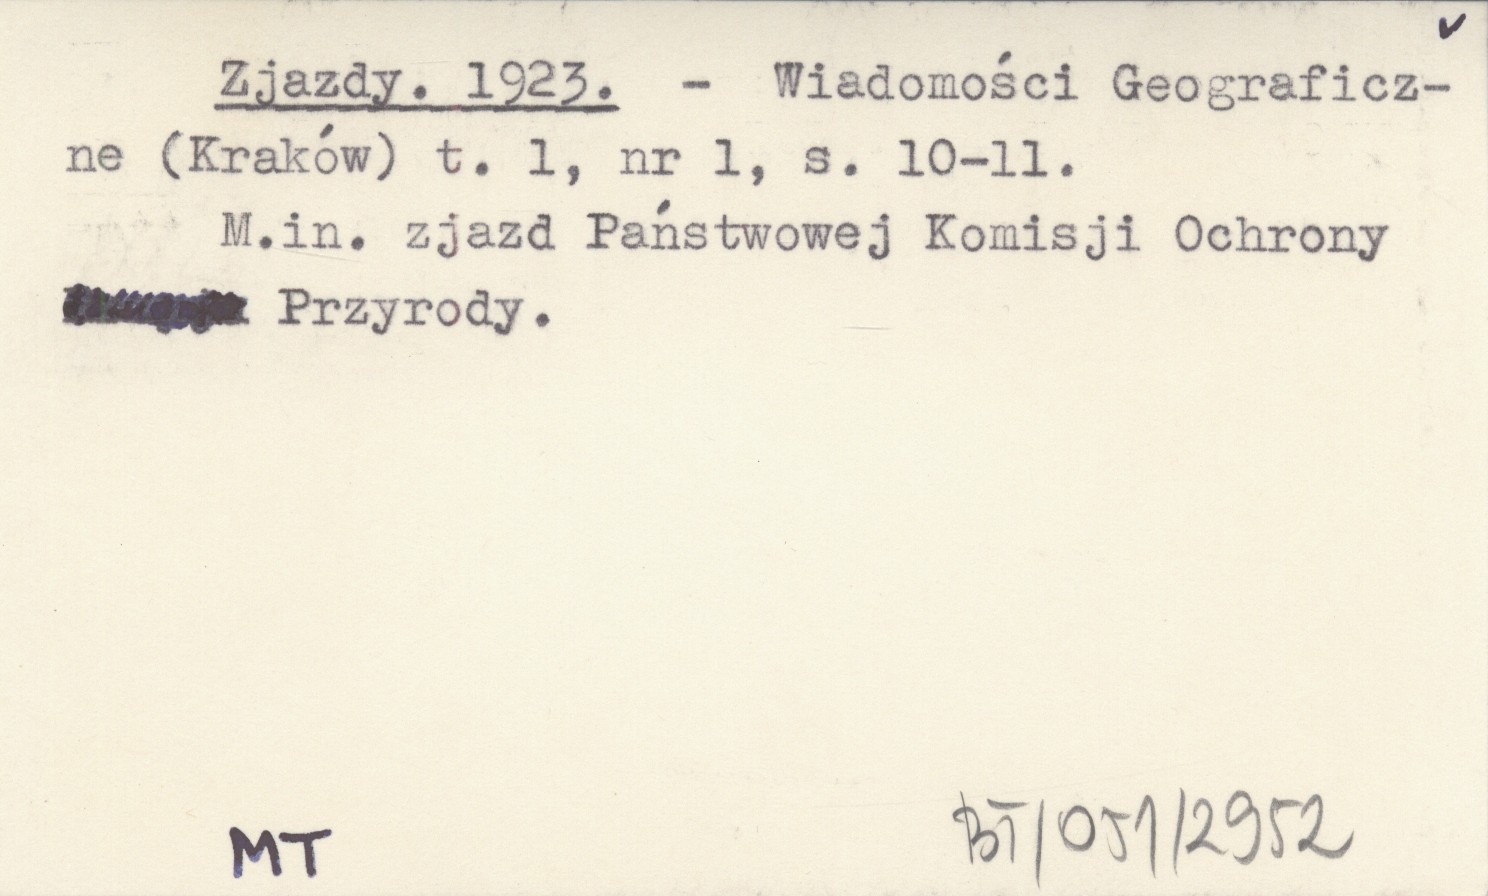 Zjazdy. 1923. - Wiadomości Geograficz-
ne (Kraków) t. 1, nr 1, s. 10-11.
M.in. zjazd Państwowej Komisji Ochrony
Przyrody.
MT
BT/051/2952